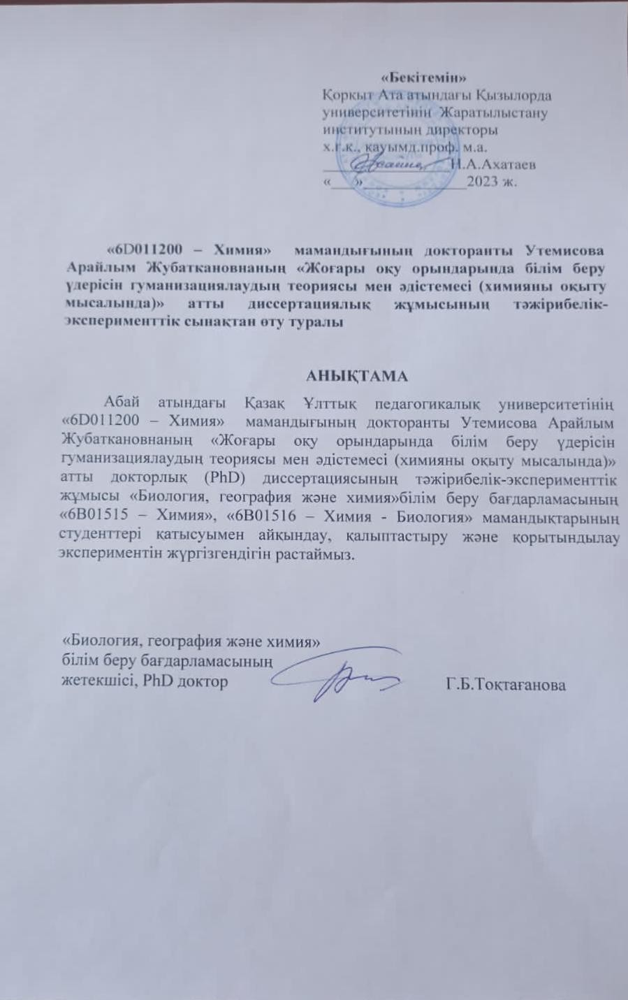 «Бекітемін»
Қорқыт Ата атындағы Қызылорда
университетінің Жаратылыстану
институтының директоры
х.ғ.к., қауымд.проф. м.а.
Н.А.Ахатаев
«___»____________2023 ж.
«6D011200 – Химия» мамандығының докторанты Утемисова
Арайлым Жубаткановнаның «Жоғары оқу орындарында білім беру
үдерісін гуманизациялаудың теориясы мен әдістемесі (химияны оқыту
мысалында)» атты диссертациялық жұмысының тәжірибелік-
эксперименттік сынақтан өту туралы
АНЫҚТАМА
Абай атындағы Қазақ Ұлттық педагогикалық университетінің
«6D011200 – Химия» мамандығының докторанты Утемисова Арайлым
Жубаткановнаның «Жоғары оқу орындарында білім беру үдерісін
гуманизациялаудың теориясы мен әдістемесі (химияны оқыту мысалында)»
атты докторлық (PhD) диссертациясының тәжірибелік-эксперименттік
жұмысы «Биология, география және химия»білім беру бағдарламасының
«6В01515 – Химия», «6В01516 – Химия - Биология» мамандықтарының
студенттері қатысуымен айқындау, қалыптастыру және қорытындылау
экспериментін жүргізгендігін растаймыз.
«Биология, география және химия»
білім беру бағдарламасының
жетекшісі, PhD доктор Г.Б.Тоқтағанова